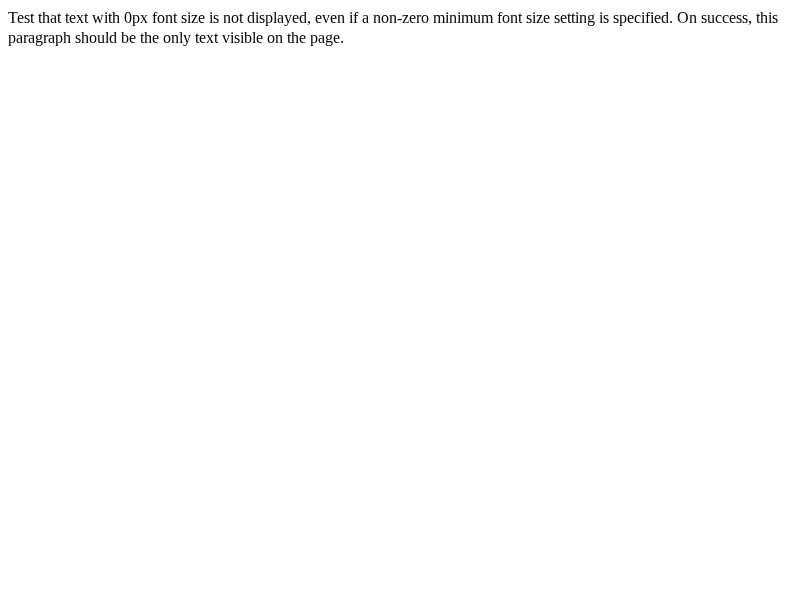 Test that text with 0px font size is not displayed, even if a non-zero minimum font size setting is specified. On success, this
paragraph should be the only text visible on the page.